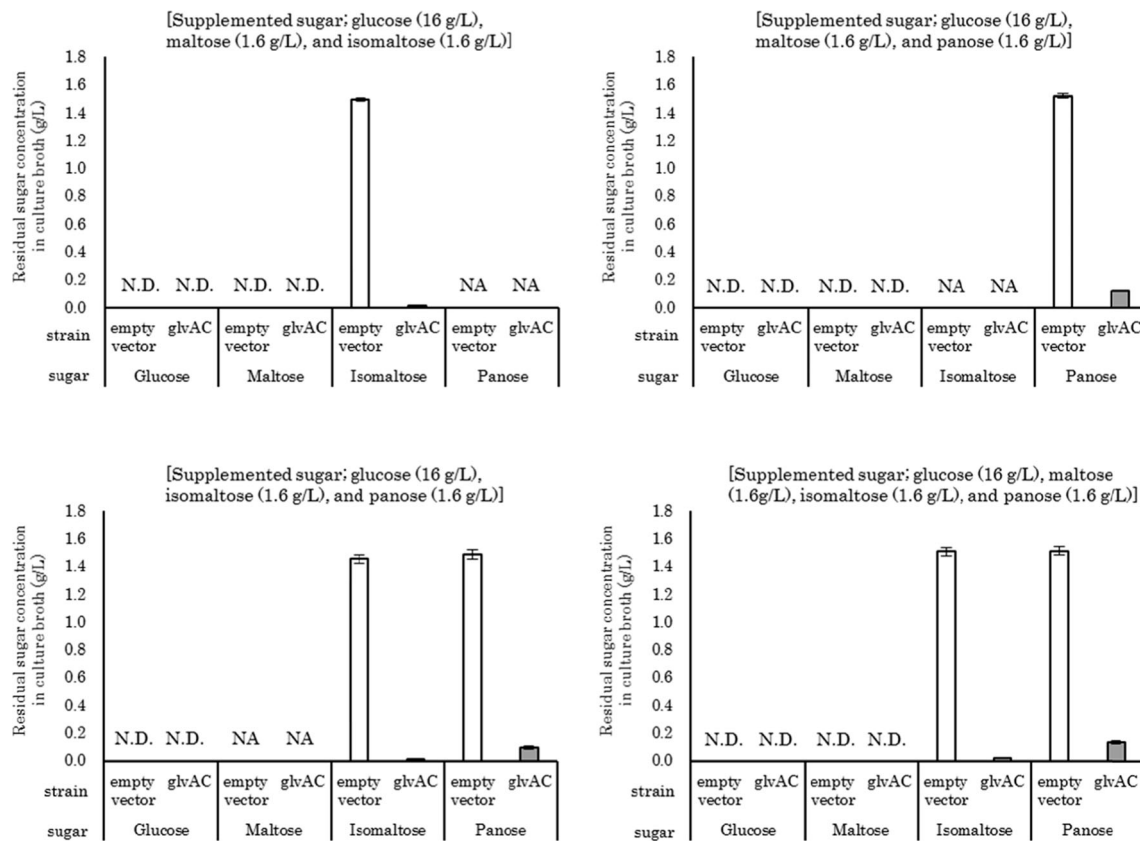 [Supplemented sugar; glucose (16 g/L),
maltose (1.6 g/L), and isomaltose (1.6 g/L)]
Residual sugar concentration
in culture broth (g/L)
1.8
1.6
1.4
1.2
1.0
0.8
0.6
0.4
0.2
0.0
N.D. N.D. N.D. N.D. NA NA
strain empty vector glvAC empty vector glvAC empty vector glvAC empty vector glvAC
sugar Glucose Maltose Isomaltose Panose
[Supplemented sugar; glucose (16 g/L),
maltose (1.6 g/L), and panose (1.6 g/L)]
Residual sugar concentration
in culture broth (g/L)
1.8
1.6
1.4
1.2
1.0
0.8
0.6
0.4
0.2
0.0
N.D. N.D. N.D. N.D. NA NA
strain empty vector glvAC empty vector glvAC empty vector glvAC empty vector glvAC
sugar Glucose Maltose Isomaltose Panose
[Supplemented sugar; glucose (16 g/L),
isomaltose (1.6 g/L), and panose (1.6 g/L)]
Residual sugar concentration
in culture broth (g/L)
1.8
1.6
1.4
1.2
1.0
0.8
0.6
0.4
0.2
0.0
N.D. N.D. NA NA
strain empty vector glvAC empty vector glvAC empty vector glvAC empty vector glvAC
sugar Glucose Maltose Isomaltose Panose
[Supplemented sugar; glucose (16 g/L), maltose
(1.6g/L), isomaltose (1.6 g/L), and panose (1.6 g/L)]
Residual sugar concentration
in culture broth (g/L)
1.8
1.6
1.4
1.2
1.0
0.8
0.6
0.4
0.2
0.0
N.D. N.D. N.D. N.D.
strain empty vector glvAC empty vector glvAC empty vector glvAC empty vector glvAC
sugar Glucose Maltose Isomaltose Panose